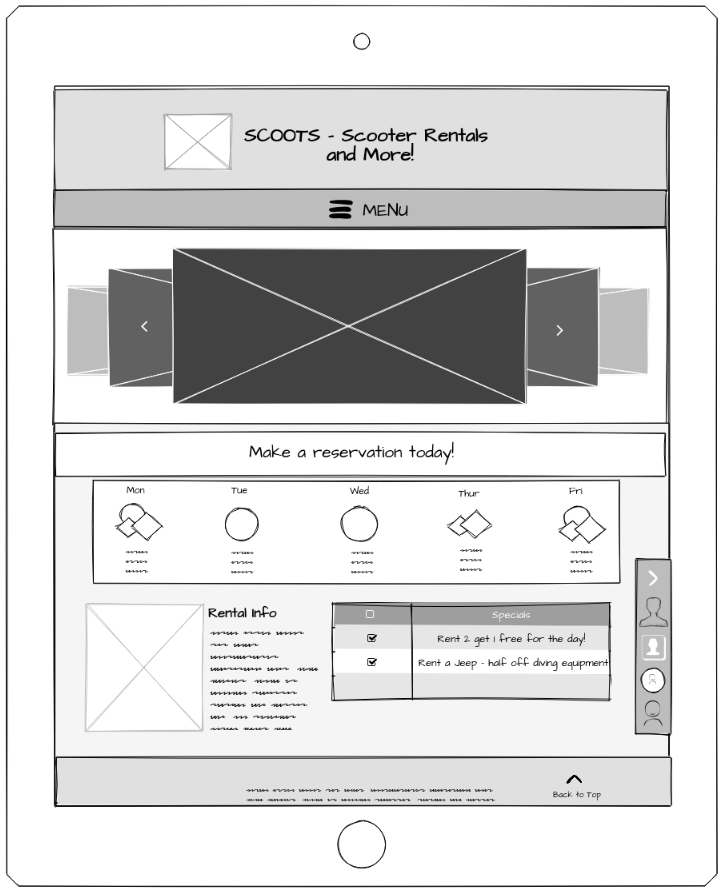 SCOOTS - Scooter Rentals
and More!
MENU
Make a reservation today!
Mon
Tue
Wed
Thur
Fri
Rental Info
Specials
Rent 2 get 1 free for the day!
Rent a Jeep - half off diving equipment
Back to Top